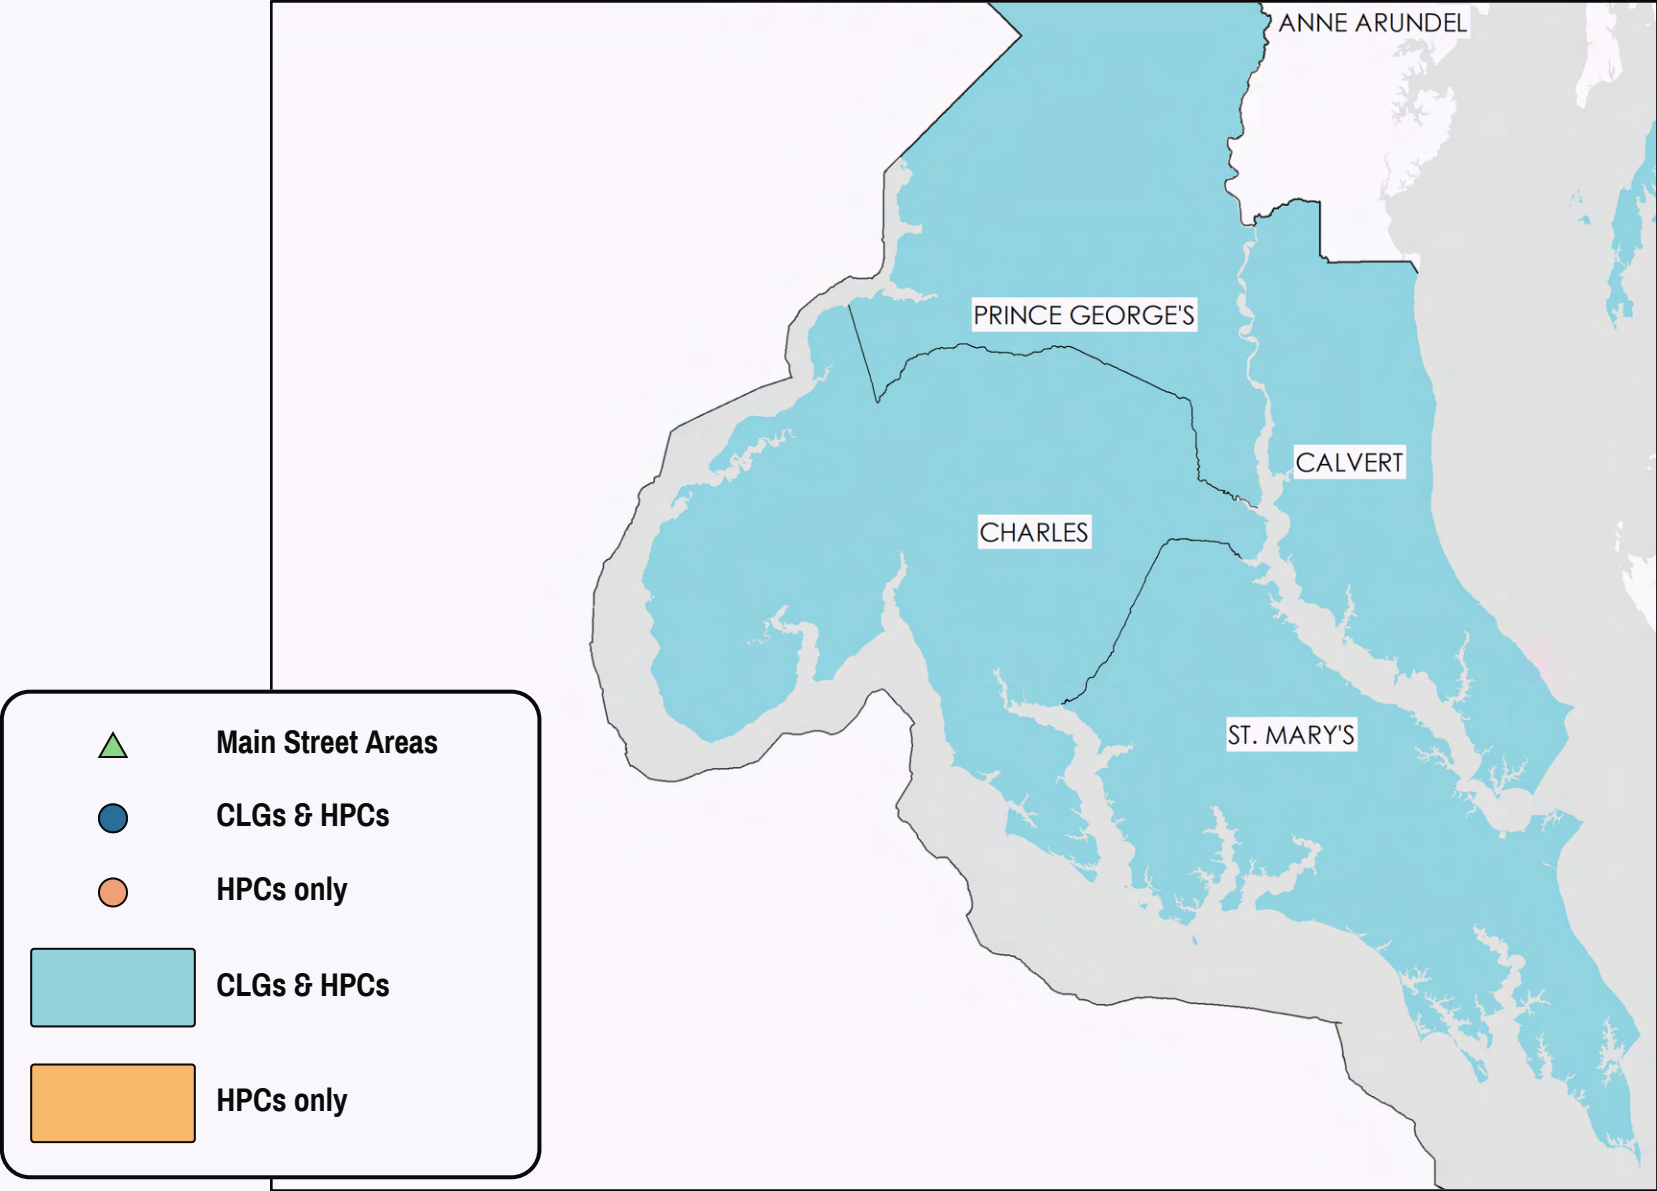 ANNE ARUNDEL
PRINCE GEORGE'S
CALVERT
CHARLES
ST. MARY'S
Main Street Areas
CLGs & HPCs
HPCs only
CLGs & HPCs
HPCs only